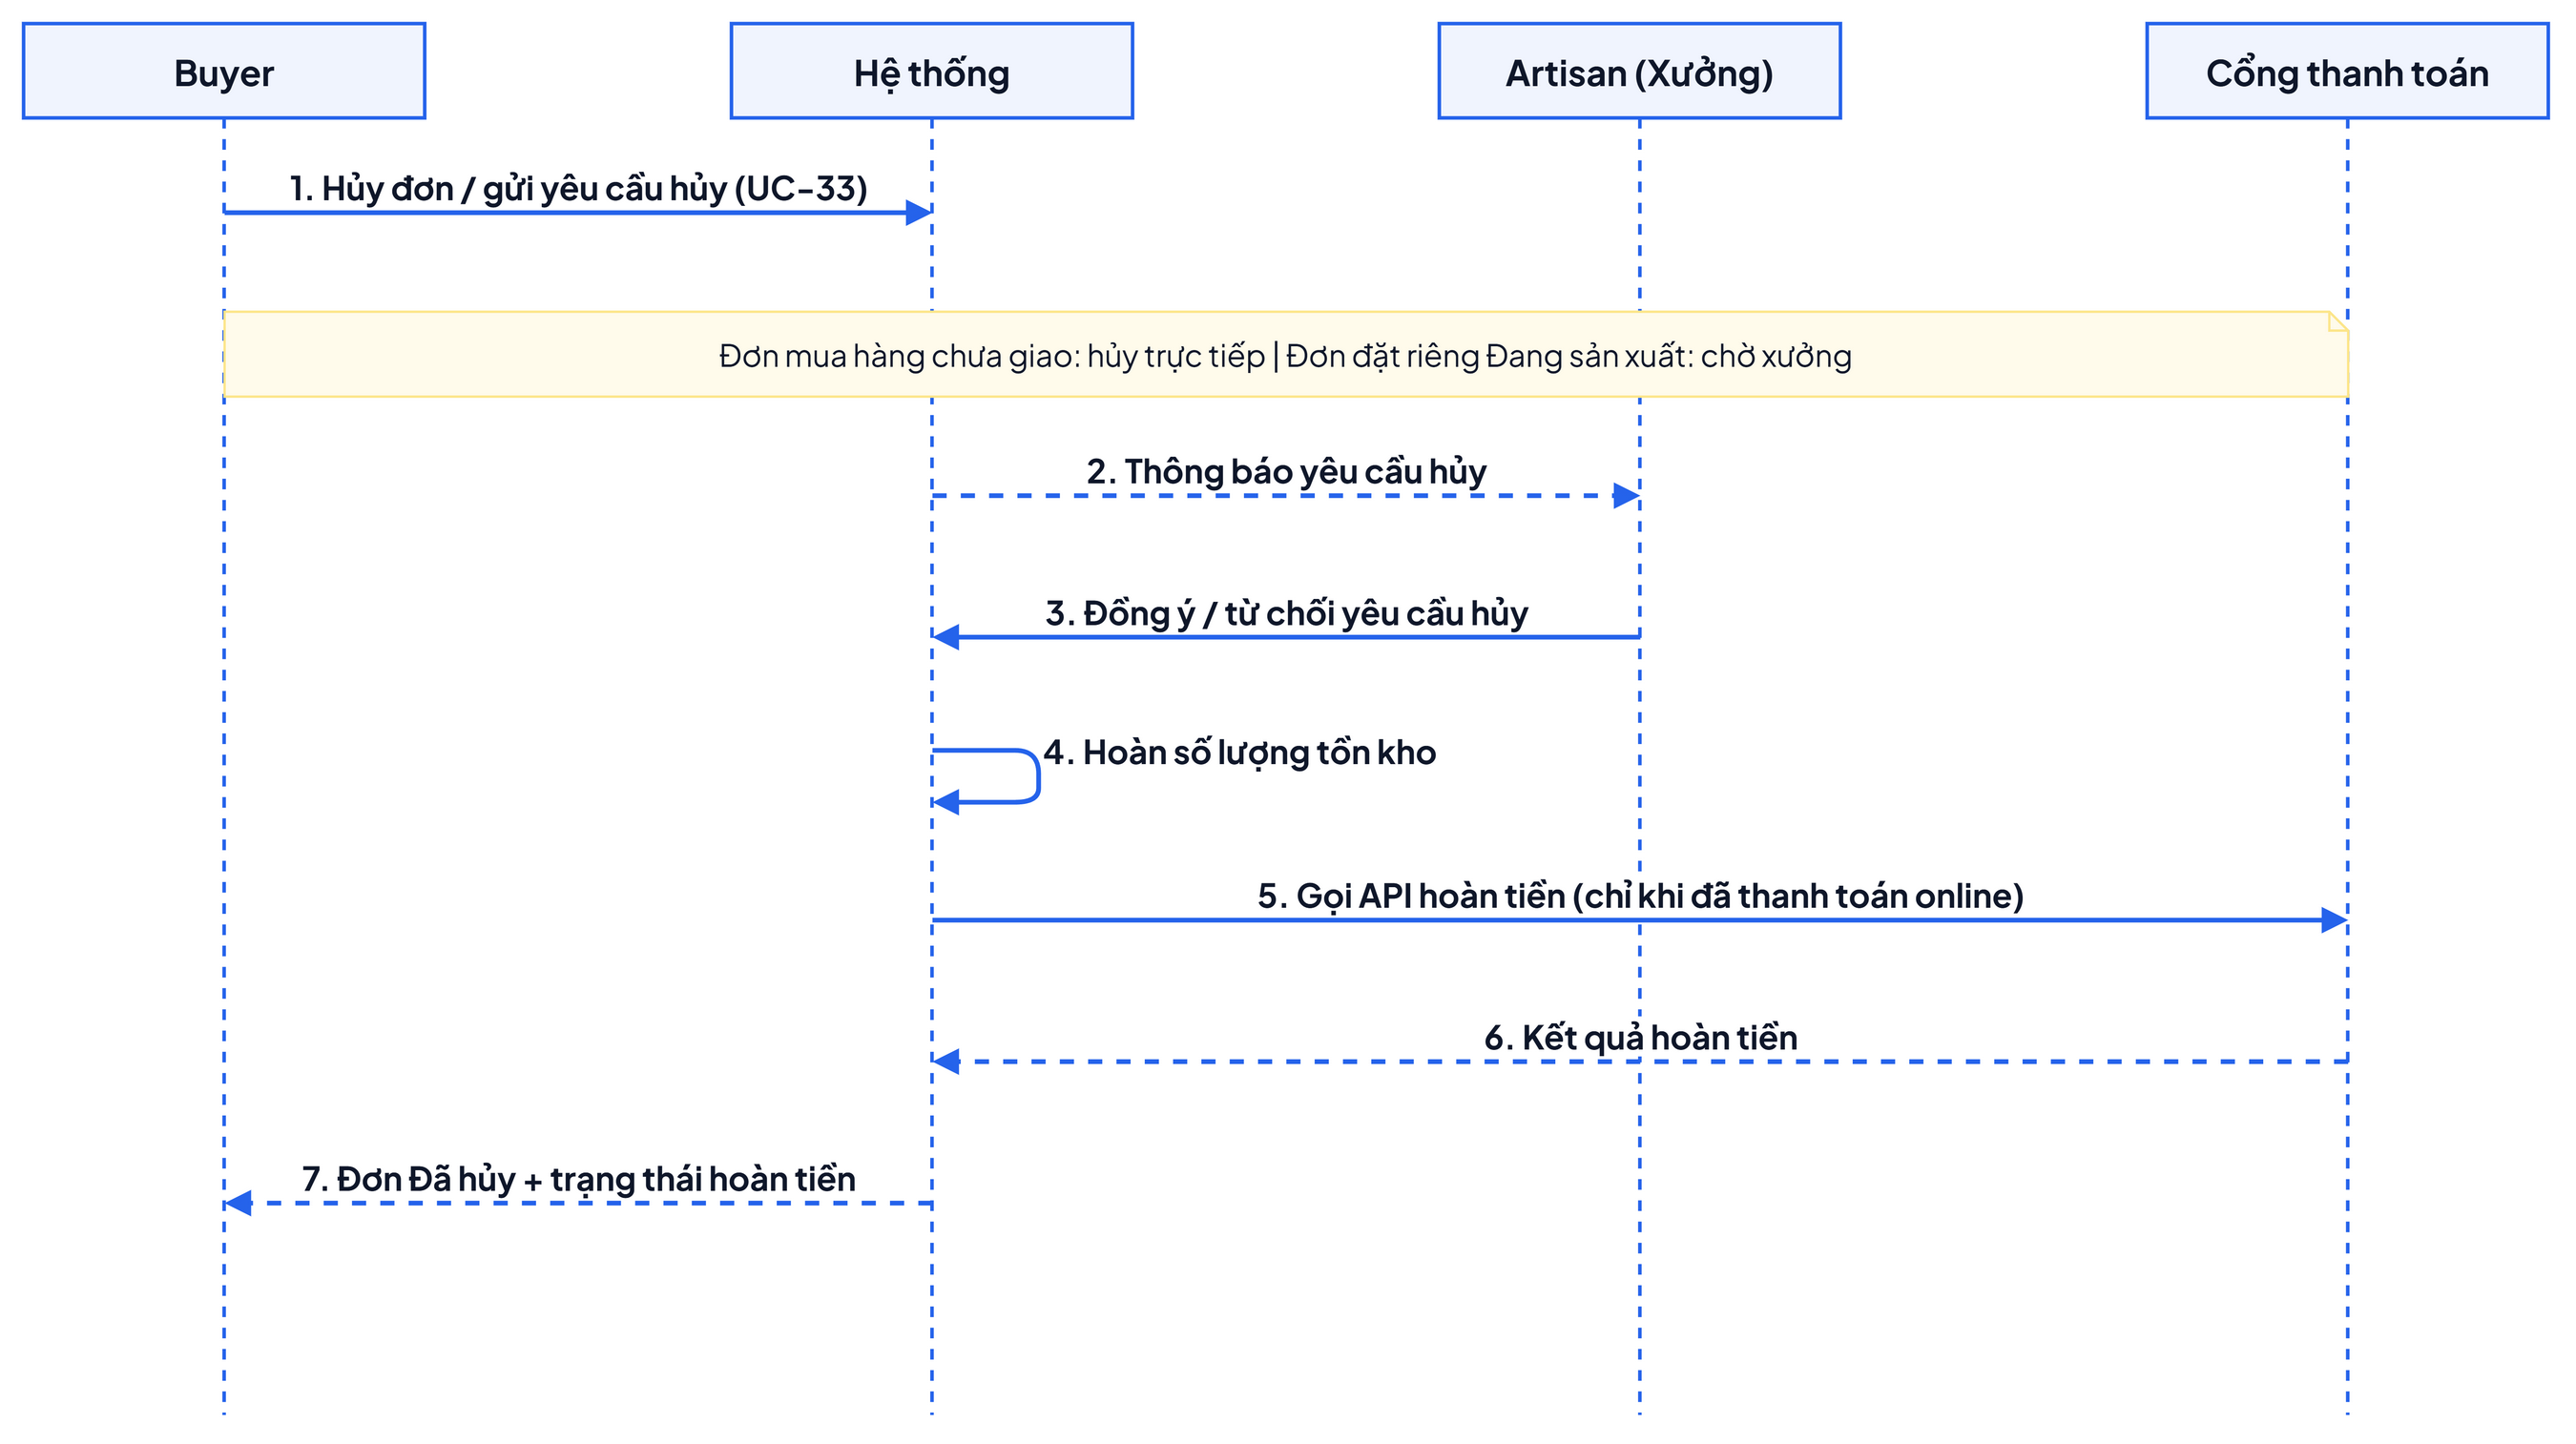 Buyer
Hệ thống
Artisan (Xưởng)
Cổng thanh toán
1. Hủy đơn / gửi yêu cầu hủy (UC-33)
Đơn mua hàng chưa giao: hủy trực tiếp | Đơn đặt riêng Đang sản xuất: chờ xưởng
2. Thông báo yêu cầu hủy
3. Đồng ý / từ chối yêu cầu hủy
4. Hoàn số lượng tồn kho
5. Gọi API hoàn tiền (chỉ khi đã thanh toán online)
6. Kết quả hoàn tiền
7. Đơn Đã hủy + trạng thái hoàn tiền